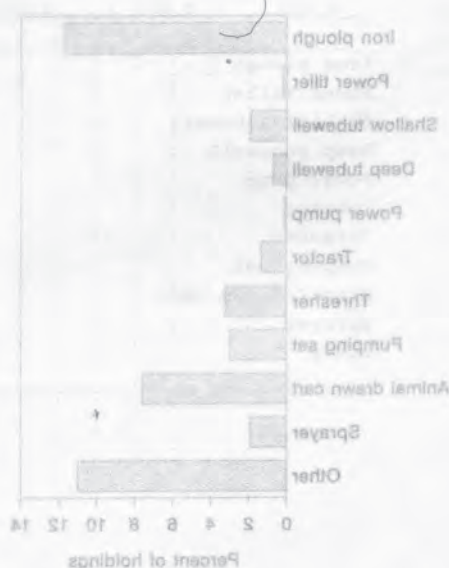 Iron plough
Power tiller
Shallow tubewell
Deep tubewell
Power pump
Tractor
Thresher
Pumping set
Animal drawn cart
Sprayer
Other
0 2 4 6 8 10 12 14
Percent of holdings